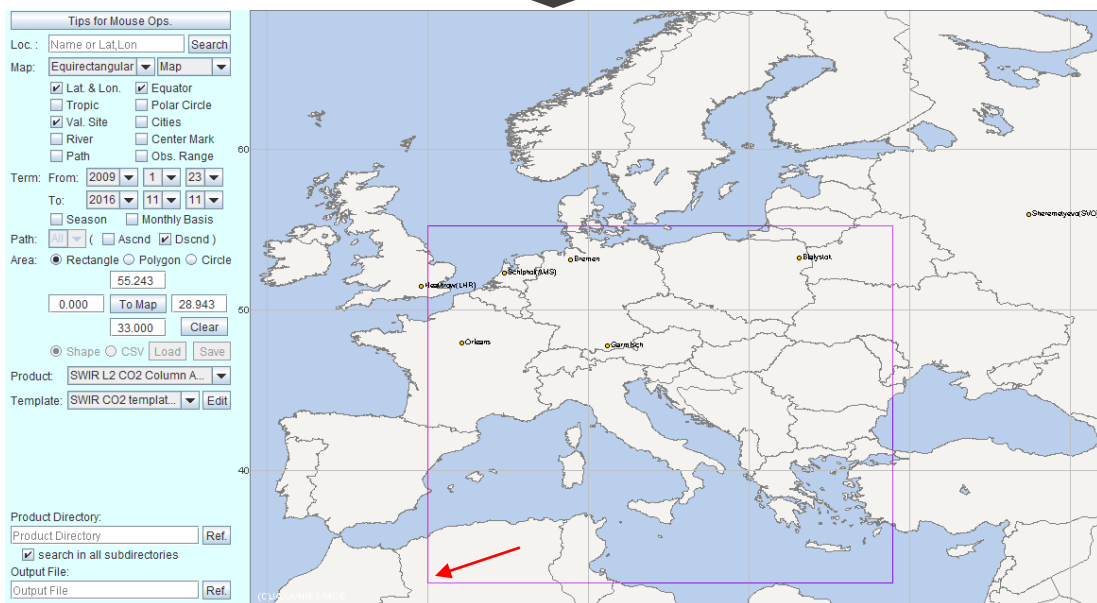 Tips for Mouse Ops.
Loc. : Name or Lat,Lon Search
Map: Equirectangular Map
Lat. & Lon. Equator
Tropic Polar Circle
Val. Site Cities
River Center Mark
Path Obs. Range
Term: From: 2009 1 23
To: 2016 11 11
Season Monthly Basis
Path: All ( Ascnd Dscnd )
Area: Rectangle Polygon Circle
55.243
0.000 To Map 28.943
33.000 Clear
Shape CSV Load Save
Product: SWIR L2 CO2 Column A...
Template: SWIR CO2 templat... Edit
Product Directory:
Product Directory Ref.
search in all subdirectories
Output File:
Output File Ref.
60
50
40
Sheremetyevo(SVO)
Bremen
Bialystok
Schiphol(AMS)
Heathrow(LHR)
Orleans
Garmisch
(C)JAXA/NIES/MOE